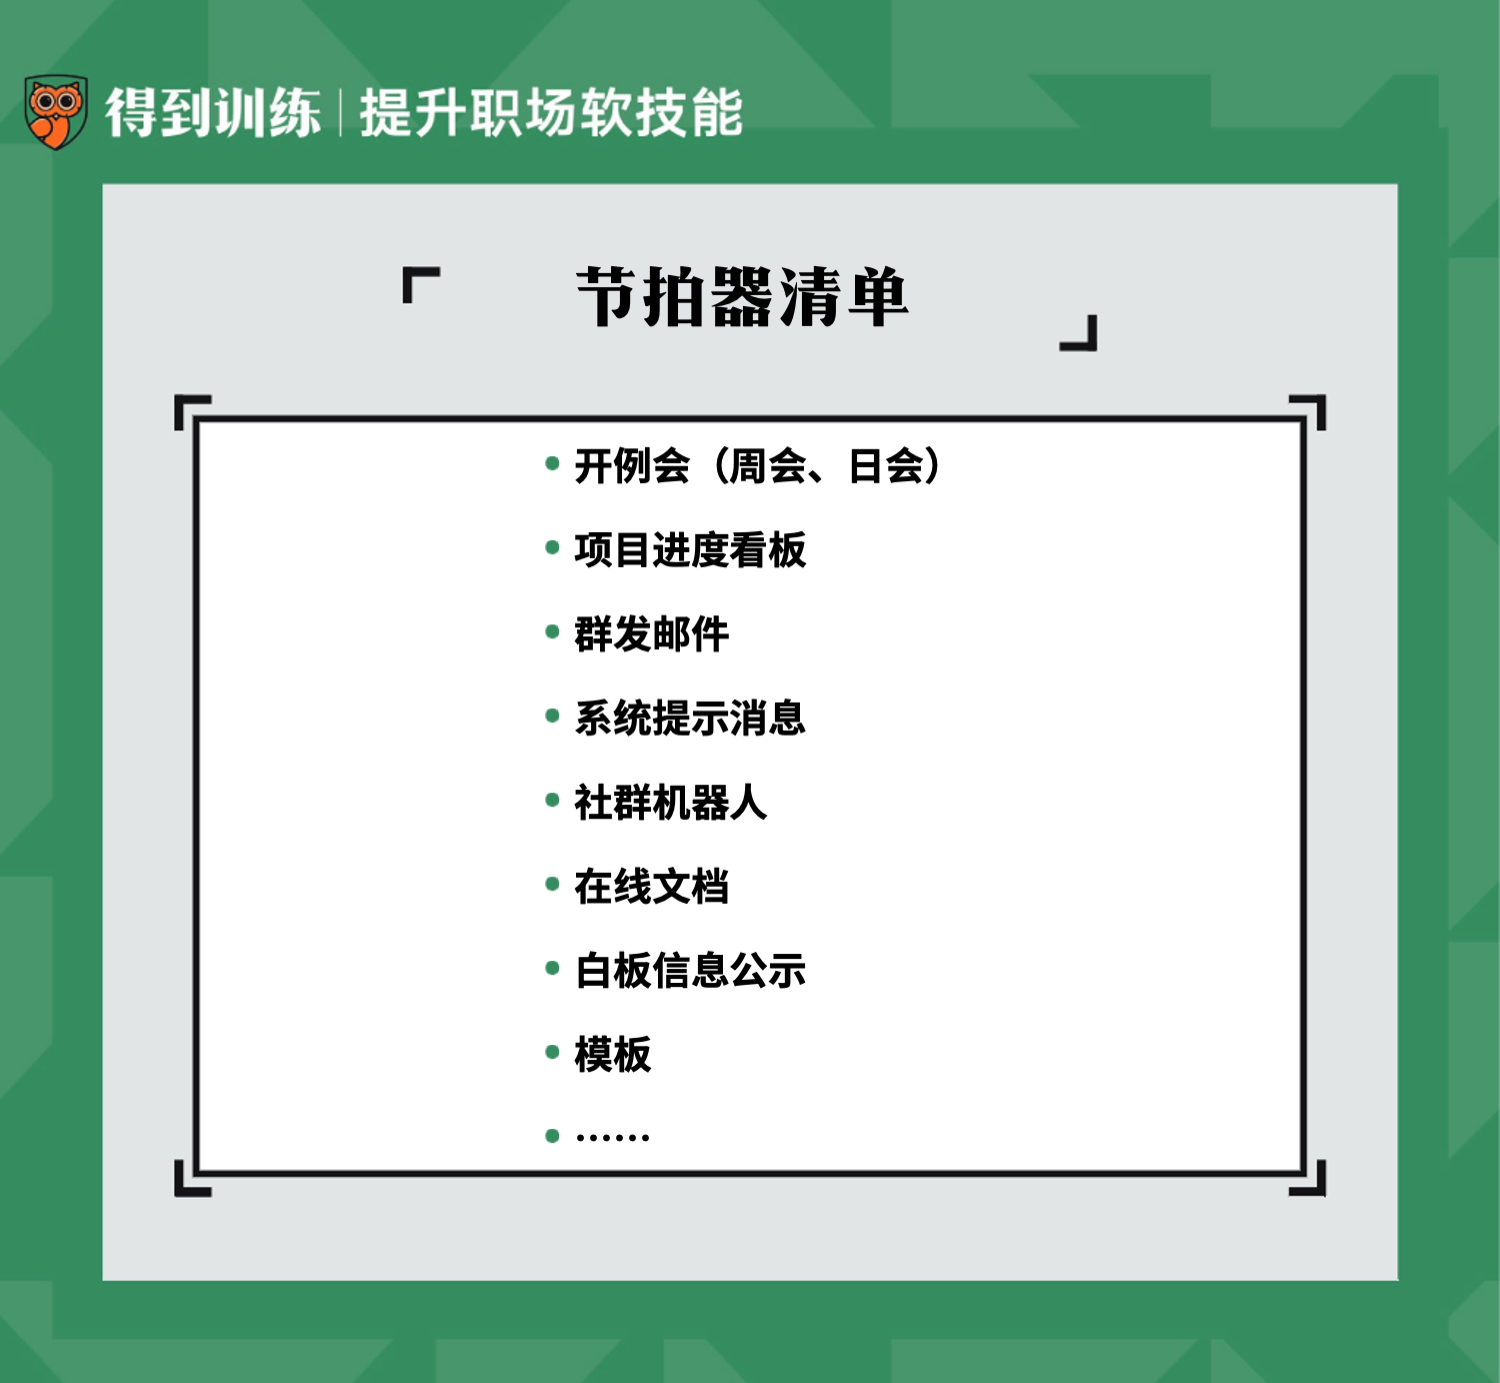 得到训练｜提升职场软技能
节拍器清单
• 开例会（周会、日会）
• 项目进度看板
• 群发邮件
• 系统提示消息
• 社群机器人
• 在线文档
• 白板信息公示
• 模板
• ……